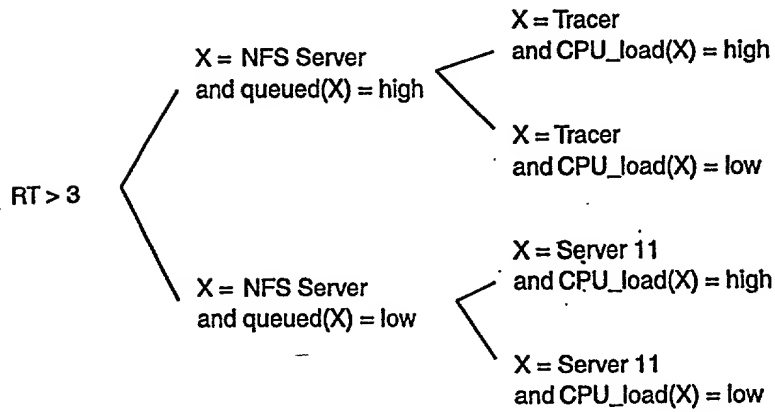 X = Tracer
and CPU_load(X) = high
X = NFS Server
and queued(X) = high
X = Tracer
and CPU_load(X) = low
RT > 3
X = Server 11
and CPU_load(X) = high
X = NFS Server
and queued(X) = low
X = Server 11
and CPU_load(X) = low